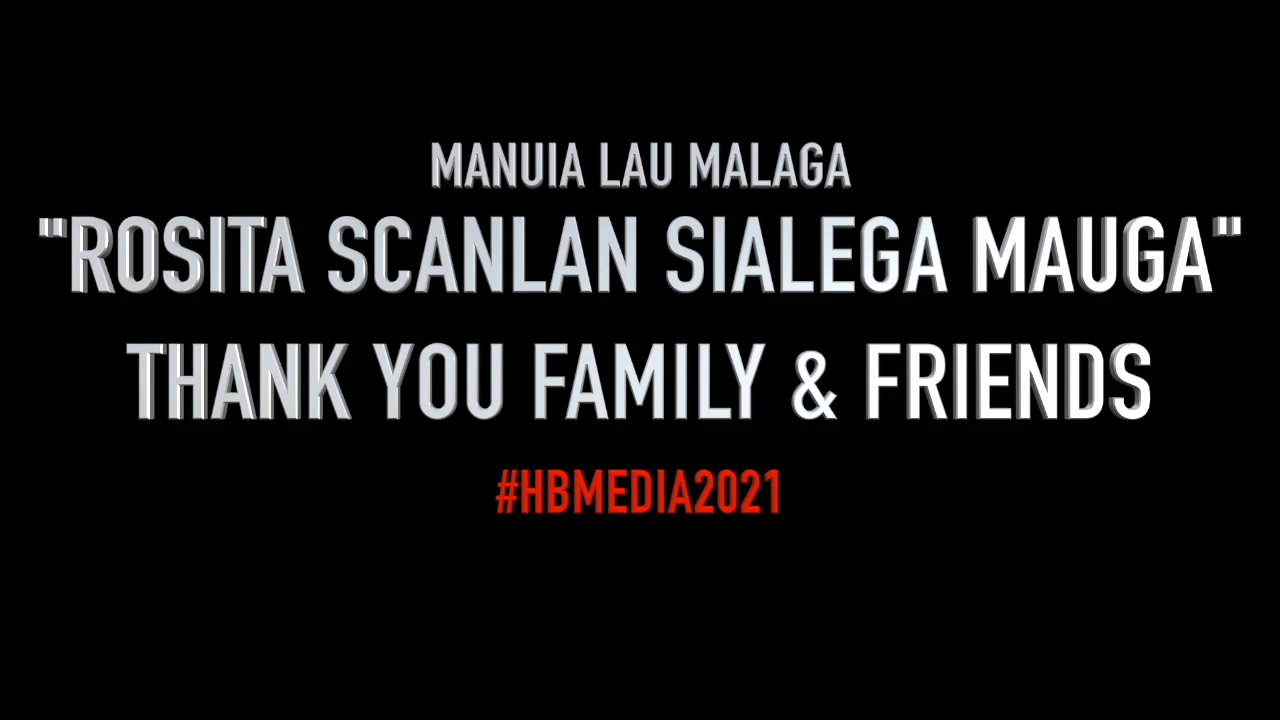 MANUIA LAU MALAGA
"ROSITA SCANLAN SIALEGA MAUGA"
THANK YOU FAMILY & FRIENDS
#HBMEDIA2021